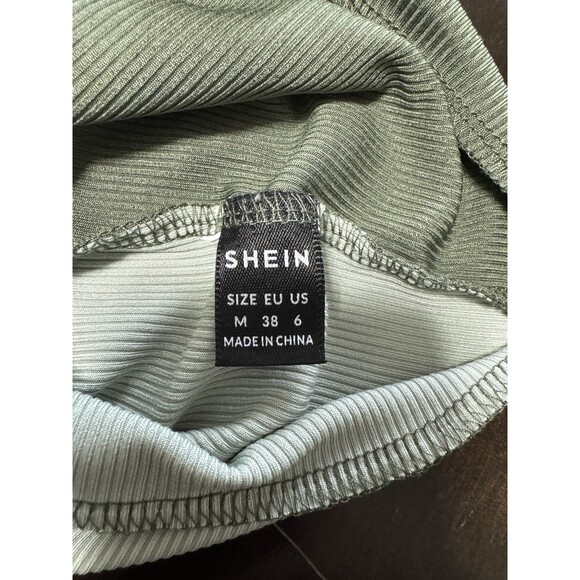 SHEIN
SIZE EU US
M 38 6
MADE IN CHINA